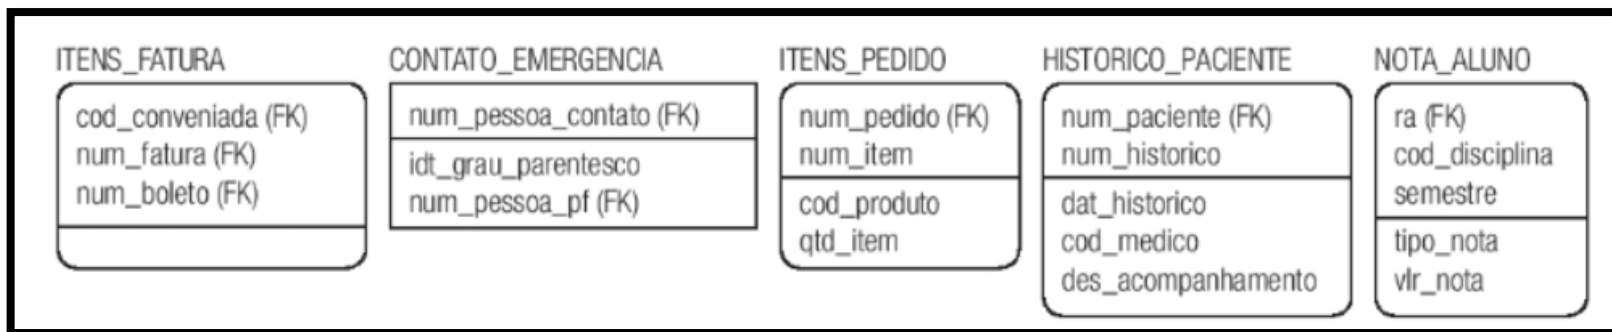 ITENS_FATURA
cod_conveniada (FK)
num_fatura (FK)
num_boleto (FK)
CONTATO_EMERGENCIA
num_pessoa_contato (FK)
idt_grau_parentesco
num_pessoa_pf (FK)
ITENS_PEDIDO
num_pedido (FK)
num_item
cod_produto
qtd_item
HISTORICO_PACIENTE
num_paciente (FK)
num_historico
dat_historico
cod_medico
des_acompanhamento
NOTA_ALUNO
ra (FK)
cod_disciplina
semestre
tipo_nota
vlr_nota